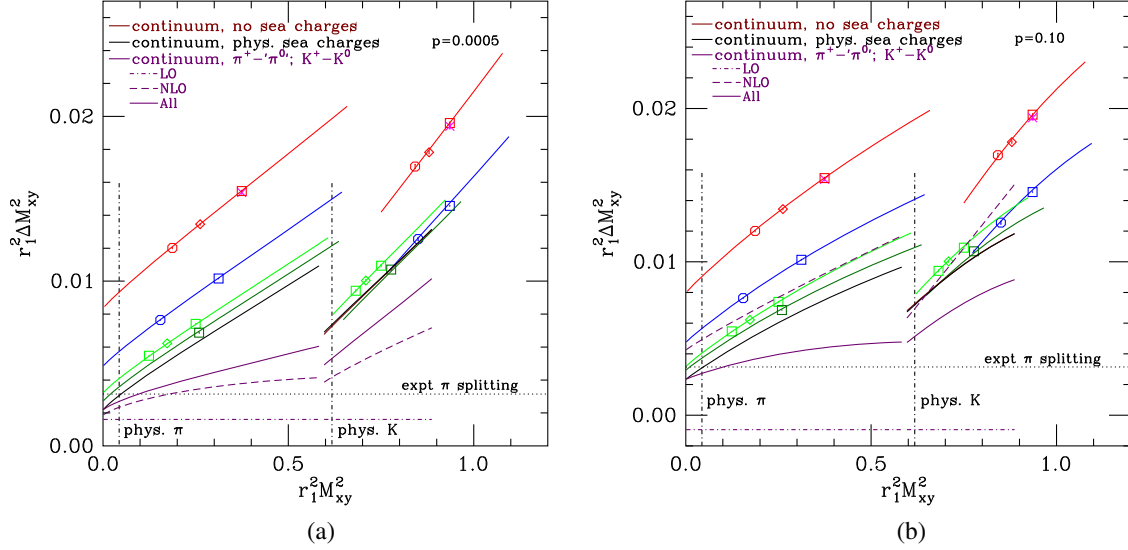 continuum, no sea charges
continuum, phys. sea charges
continuum, π⁺−'π⁰'; K⁺−K⁰
LO
NLO
All
p=0.0005
0.02
0.01
0.00
r₁²ΔM²xy
expt π splitting
phys. π
phys. K
0.0
0.5
1.0
r₁²M²xy
(a)
continuum, no sea charges
continuum, phys. sea charges
continuum, π⁺−'π⁰'; K⁺−K⁰
LO
NLO
All
p=0.10
0.02
0.01
0.00
r₁²ΔM²xy
expt π splitting
phys. π
phys. K
0.0
0.5
1.0
r₁²M²xy
(b)